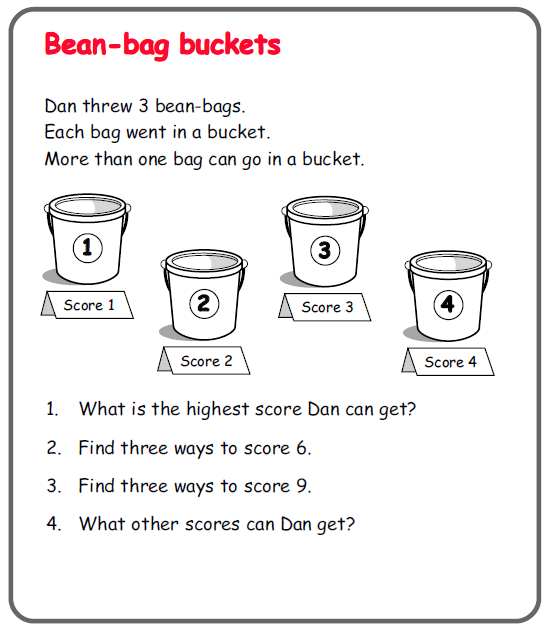 Bean-bag buckets
Dan threw 3 bean-bags.
Each bag went in a bucket.
More than one bag can go in a bucket.
1
2
3
4
Score 1
Score 2
Score 3
Score 4
1. What is the highest score Dan can get?
2. Find three ways to score 6.
3. Find three ways to score 9.
4. What other scores can Dan get?